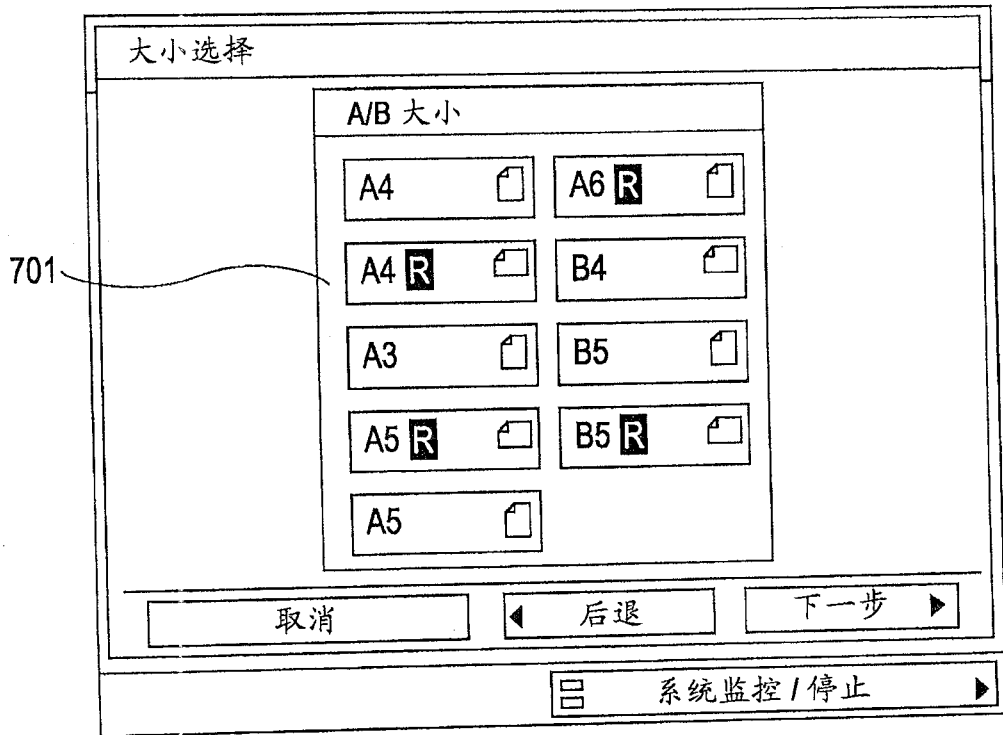 大小选择
A/B 大小
A4
A6 R
701
A4 R
B4
A3
B5
A5 R
B5 R
A5
取消
后退
下一步
系统监控 / 停止